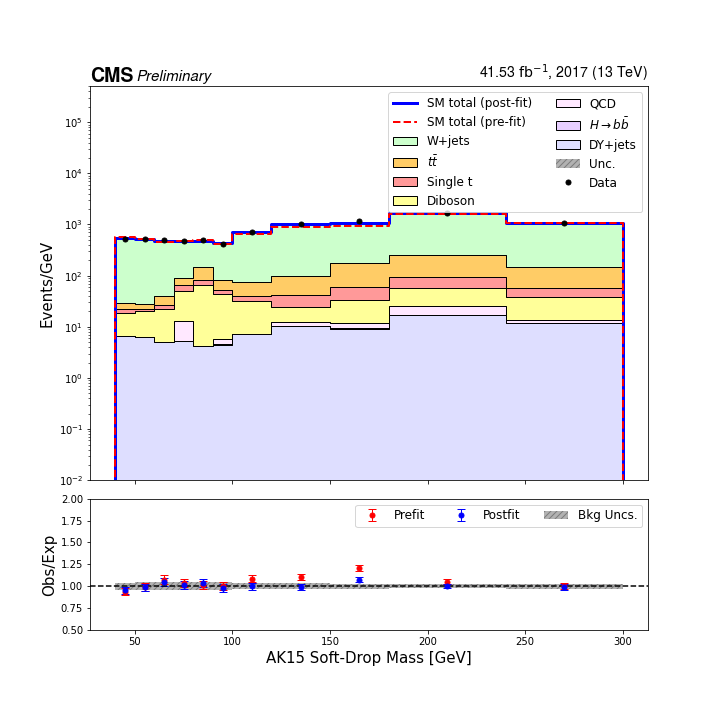 CMS Preliminary
41.53 fb⁻¹, 2017 (13 TeV)
SM total (post-fit)
SM total (pre-fit)
W+jets
tt̄
Single t
Diboson
QCD
H→bb̄
DY+jets
Unc.
Data
Events/GeV
10⁵
10⁴
10³
10²
10¹
10⁰
10⁻¹
10⁻²
Prefit
Postfit
Bkg Uncs.
Obs/Exp
2.00
1.75
1.50
1.25
1.00
0.75
0.50
50 100 150 200 250 300
AK15 Soft-Drop Mass [GeV]